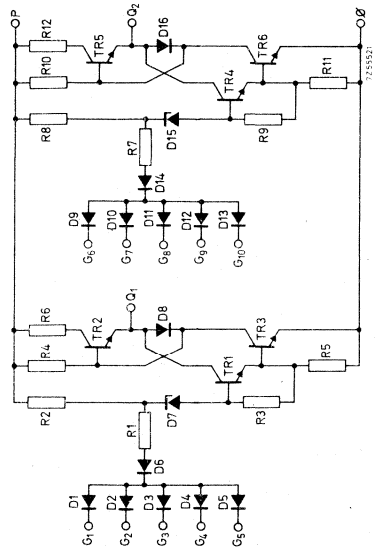 P
R2
R4
R6
R8
R10
R12
TR2
TR5
Q1
Q2
G1
D1
G2
D2
G3
D3
G4
D4
G5
D5
D6
R1
D7
D8
TR1
TR3
R3
R5
G6
D9
G7
D10
G8
D11
G9
D12
G10
D13
D14
R7
D15
D16
TR4
TR6
R9
R11
Ø
7Z55521